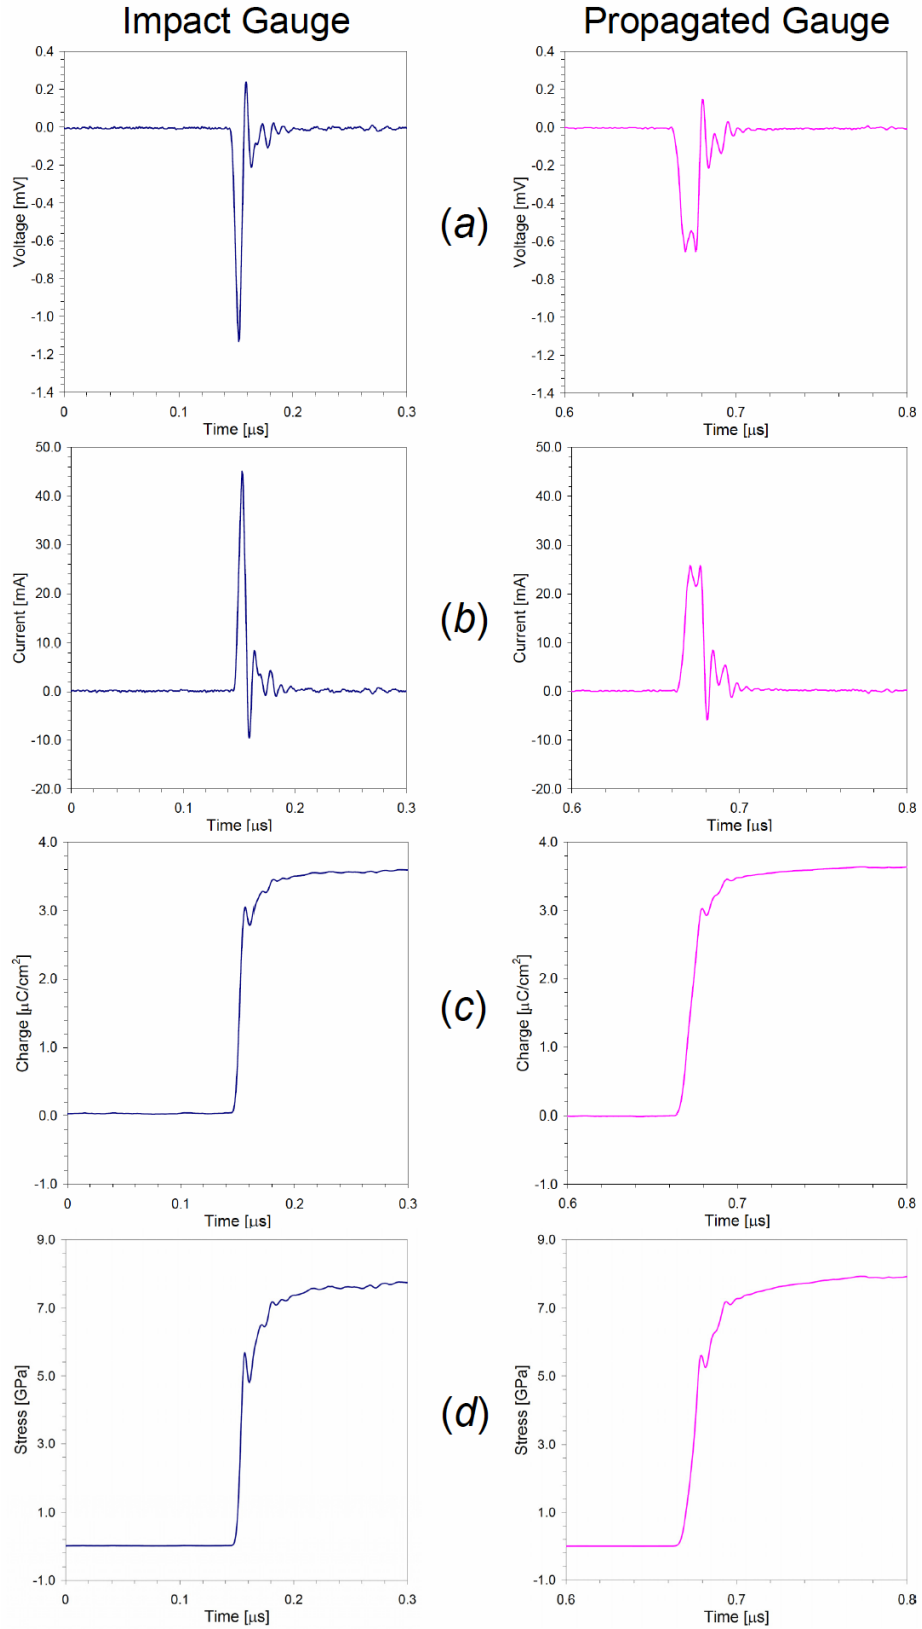 Impact Gauge Propagated Gauge
0.4
0.2
0.0
-0.2
-0.4
-0.6
-0.8
-1.0
-1.2
-1.4
Voltage [mV]
0 0.1 0.2 0.3
Time [μs]
(a)
0.4
0.2
0.0
-0.2
-0.4
-0.6
-0.8
-1.0
-1.2
-1.4
Voltage [mV]
0.6 0.7 0.8
Time [μs]
50.0
40.0
30.0
20.0
10.0
0.0
-10.0
-20.0
Current [mA]
0 0.1 0.2 0.3
Time [μs]
(b)
50.0
40.0
30.0
20.0
10.0
0.0
-10.0
-20.0
Current [mA]
0.6 0.7 0.8
Time [μs]
4.0
3.0
2.0
1.0
0.0
-1.0
Charge [μC/cm²]
0 0.1 0.2 0.3
Time [μs]
(c)
4.0
3.0
2.0
1.0
0.0
-1.0
Charge [μC/cm²]
0.6 0.7 0.8
Time [μs]
9.0
7.0
5.0
3.0
1.0
-1.0
Stress [GPa]
0 0.1 0.2 0.3
Time [μs]
(d)
9.0
7.0
5.0
3.0
1.0
-1.0
Stress [GPa]
0.6 0.7 0.8
Time [μs]